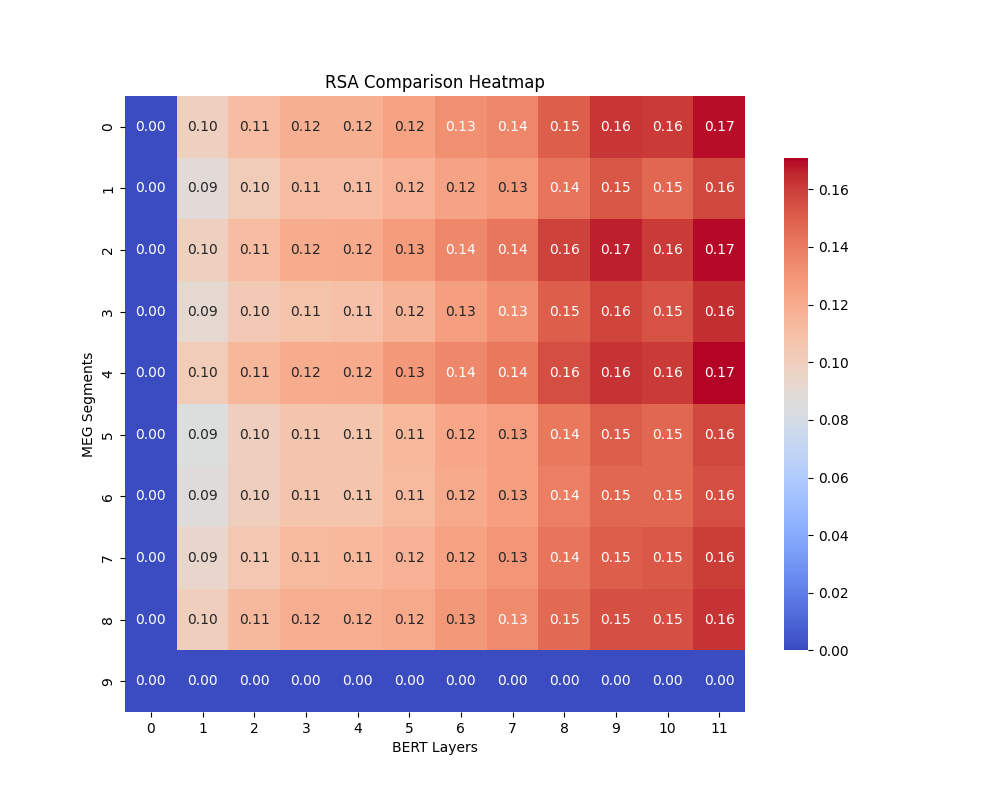 RSA Comparison Heatmap
0 0.00 0.10 0.11 0.12 0.12 0.12 0.13 0.14 0.15 0.16 0.16 0.17
1 0.00 0.09 0.10 0.11 0.11 0.12 0.12 0.13 0.14 0.15 0.15 0.16
2 0.00 0.10 0.11 0.12 0.12 0.13 0.14 0.14 0.16 0.17 0.16 0.17
3 0.00 0.09 0.10 0.11 0.11 0.12 0.13 0.13 0.15 0.16 0.15 0.16
4 0.00 0.10 0.11 0.12 0.12 0.13 0.14 0.14 0.16 0.16 0.16 0.17
5 0.00 0.09 0.10 0.11 0.11 0.11 0.12 0.13 0.14 0.15 0.15 0.16
6 0.00 0.09 0.10 0.11 0.11 0.11 0.12 0.13 0.14 0.15 0.15 0.16
7 0.00 0.09 0.11 0.11 0.11 0.12 0.12 0.13 0.14 0.15 0.15 0.16
8 0.00 0.10 0.11 0.12 0.12 0.12 0.13 0.13 0.15 0.15 0.15 0.16
9 0.00 0.00 0.00 0.00 0.00 0.00 0.00 0.00 0.00 0.00 0.00 0.00
0 1 2 3 4 5 6 7 8 9 10 11
BERT Layers
MEG Segments
0.16
0.14
0.12
0.10
0.08
0.06
0.04
0.02
0.00